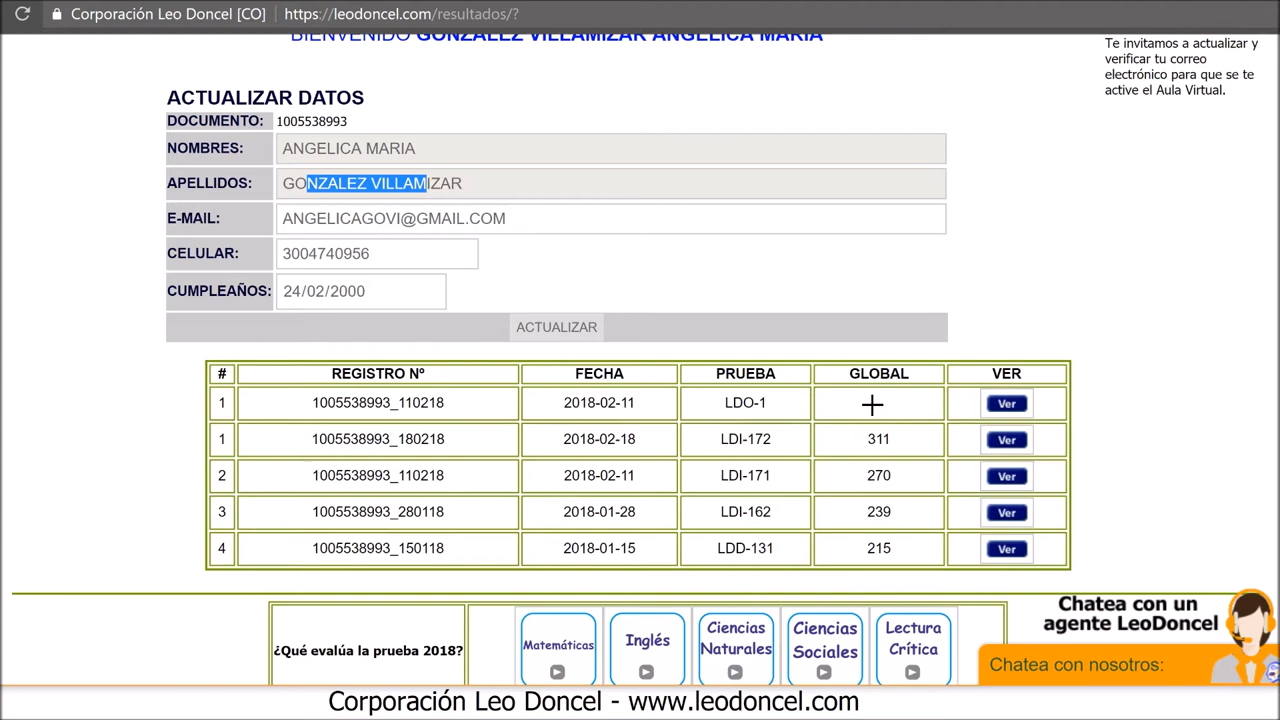 Corporación Leo Doncel [CO] https://leodoncel.com/resultados/?
BIENVENIDO GONZALEZ VILLAMIZAR ANGELICA MARIA
Te invitamos a actualizar y
verificar tu correo
electrónico para que se te
active el Aula Virtual.
ACTUALIZAR DATOS
DOCUMENTO: 1005538993
NOMBRES: ANGELICA MARIA
APELLIDOS: GONZALEZ VILLAMIZAR
E-MAIL: ANGELICAGOVI@GMAIL.COM
CELULAR: 3004740956
CUMPLEAÑOS: 24/02/2000
ACTUALIZAR
# REGISTRO Nº FECHA PRUEBA GLOBAL VER
1 1005538993_110218 2018-02-11 LDO-1 Ver
1 1005538993_180218 2018-02-18 LDI-172 311 Ver
2 1005538993_110218 2018-02-11 LDI-171 270 Ver
3 1005538993_280118 2018-01-28 LDI-162 239 Ver
4 1005538993_150118 2018-01-15 LDD-131 215 Ver
¿Qué evalúa la prueba 2018?
Matemáticas
Inglés
Ciencias
Naturales
Ciencias
Sociales
Lectura
Crítica
Chatea con un
agente LeoDoncel
Chatea con nosotros:
Corporación Leo Doncel - www.leodoncel.com